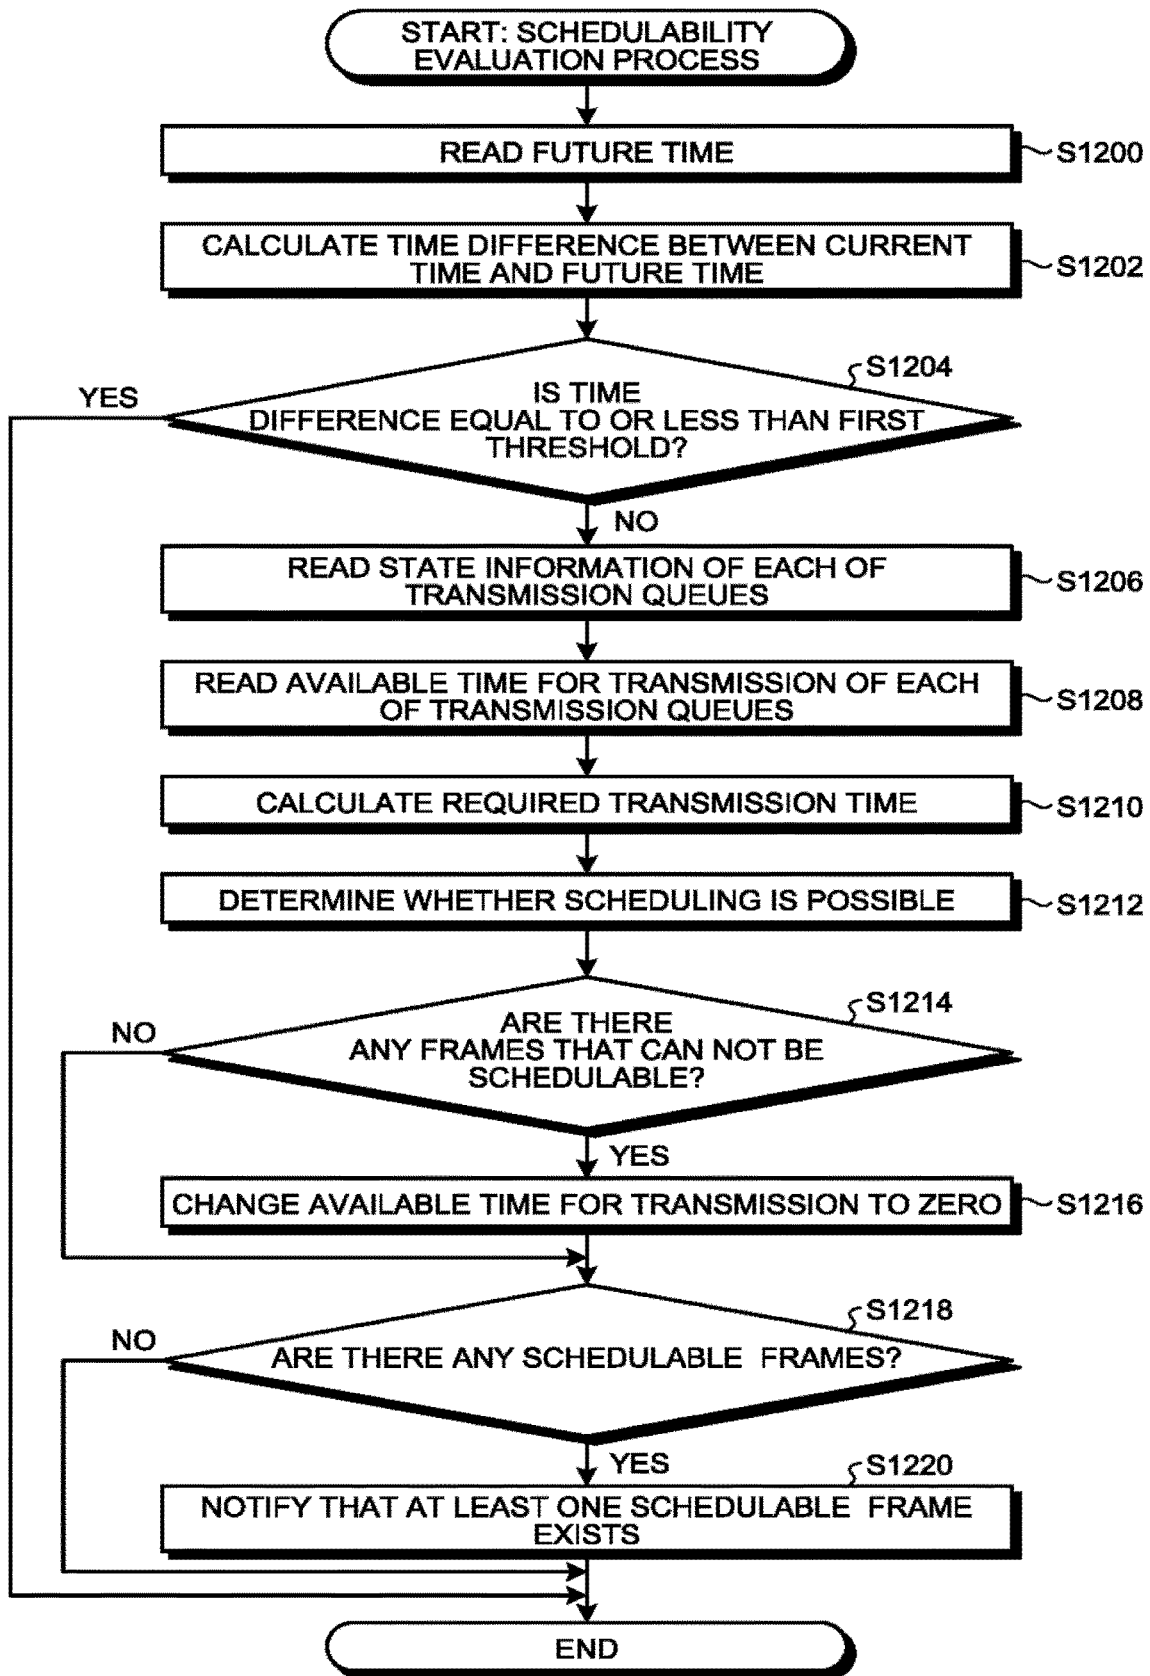 START: SCHEDULABILITY
EVALUATION PROCESS
READ FUTURE TIME
S1200
CALCULATE TIME DIFFERENCE BETWEEN CURRENT
TIME AND FUTURE TIME
S1202
S1204
YES
IS TIME
DIFFERENCE EQUAL TO OR LESS THAN FIRST
THRESHOLD?
NO
READ STATE INFORMATION OF EACH OF
TRANSMISSION QUEUES
S1206
READ AVAILABLE TIME FOR TRANSMISSION OF EACH
OF TRANSMISSION QUEUES
S1208
CALCULATE REQUIRED TRANSMISSION TIME
S1210
DETERMINE WHETHER SCHEDULING IS POSSIBLE
S1212
S1214
NO
ARE THERE
ANY FRAMES THAT CAN NOT BE
SCHEDULABLE?
YES
CHANGE AVAILABLE TIME FOR TRANSMISSION TO ZERO
S1216
S1218
NO
ARE THERE ANY SCHEDULABLE FRAMES?
YES
S1220
NOTIFY THAT AT LEAST ONE SCHEDULABLE FRAME
EXISTS
END